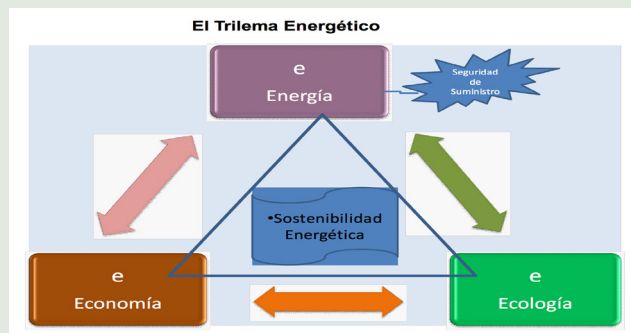 El Trilema Energético
e
Energía
Seguridad
de
Suministro
•Sostenibilidad
Energética
e
Economía
e
Ecología